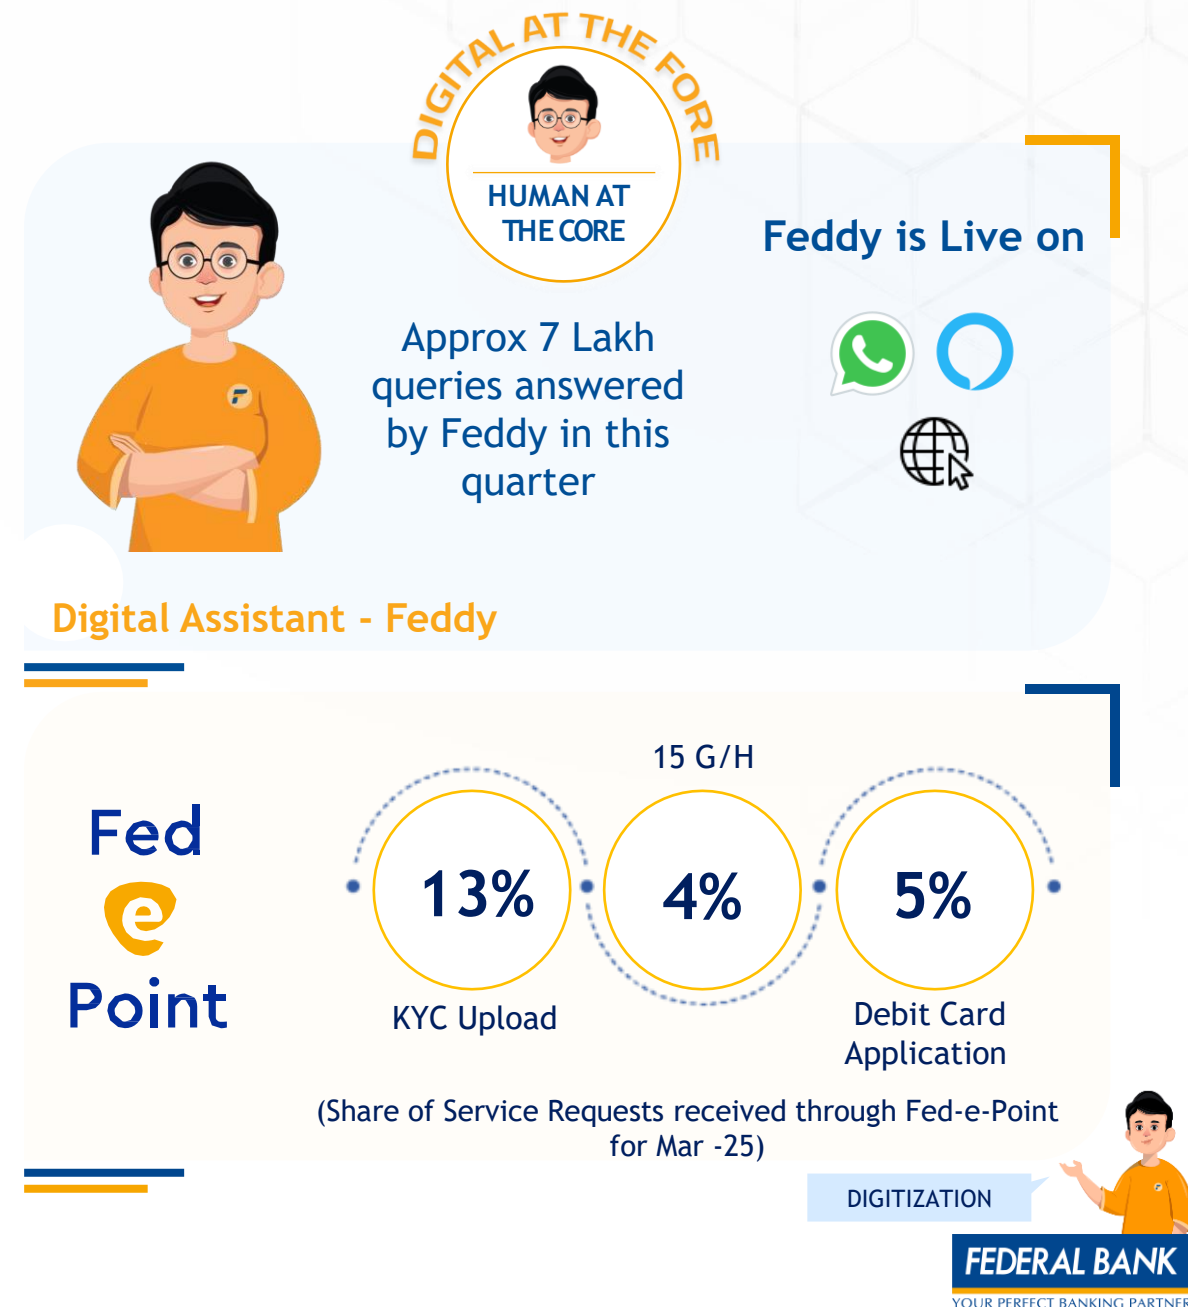 DIGITAL AT THE FORE
HUMAN AT
THE CORE
Feddy is Live on
Approx 7 Lakh
queries answered
by Feddy in this
quarter
Digital Assistant - Feddy
Fed
e
Point
15 G/H
13%
4%
5%
KYC Upload
Debit Card
Application
(Share of Service Requests received through Fed-e-Point
for Mar -25)
DIGITIZATION
FEDERAL BANK
YOUR PERFECT BANKING PARTNER